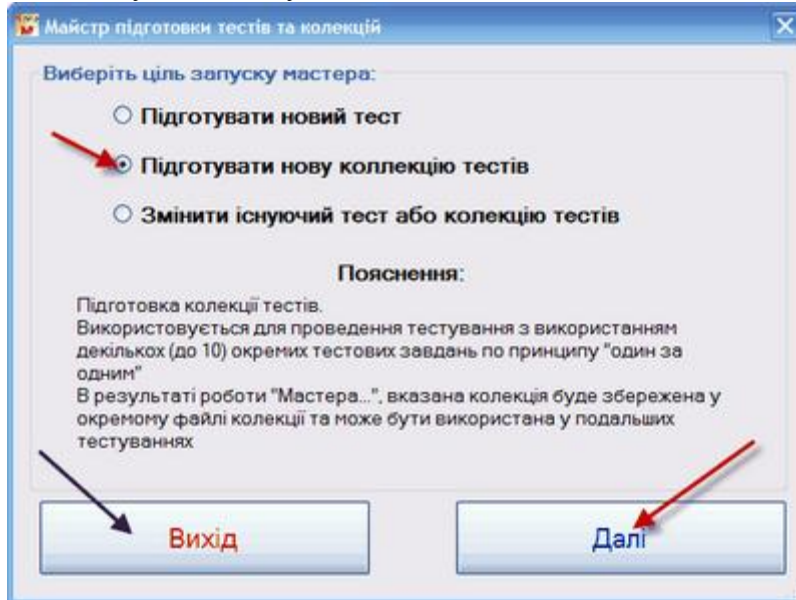 Майстр підготовки тестів та колекцій
Виберіть ціль запуску мастера:
Підготувати новий тест
Підготувати нову коллекцію тестів
Змінити існуючий тест або колекцію тестів
Пояснення:
Підготовка колекції тестів.
Використовується для проведення тестування з використанням
декількох (до 10) окремих тестових завдань по принципу "один за
одним"
В результаті роботи "Мастера...", вказана колекція буде збережена у
окремому файлі колекції та може бути використана у подальших
тестуваннях
Вихід
Далі